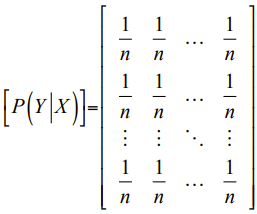 [P(Y|X)]=[ 1/n 1/n … 1/n
1/n 1/n … 1/n
⋮ ⋮ ⋱ ⋮
1/n 1/n … 1/n ]